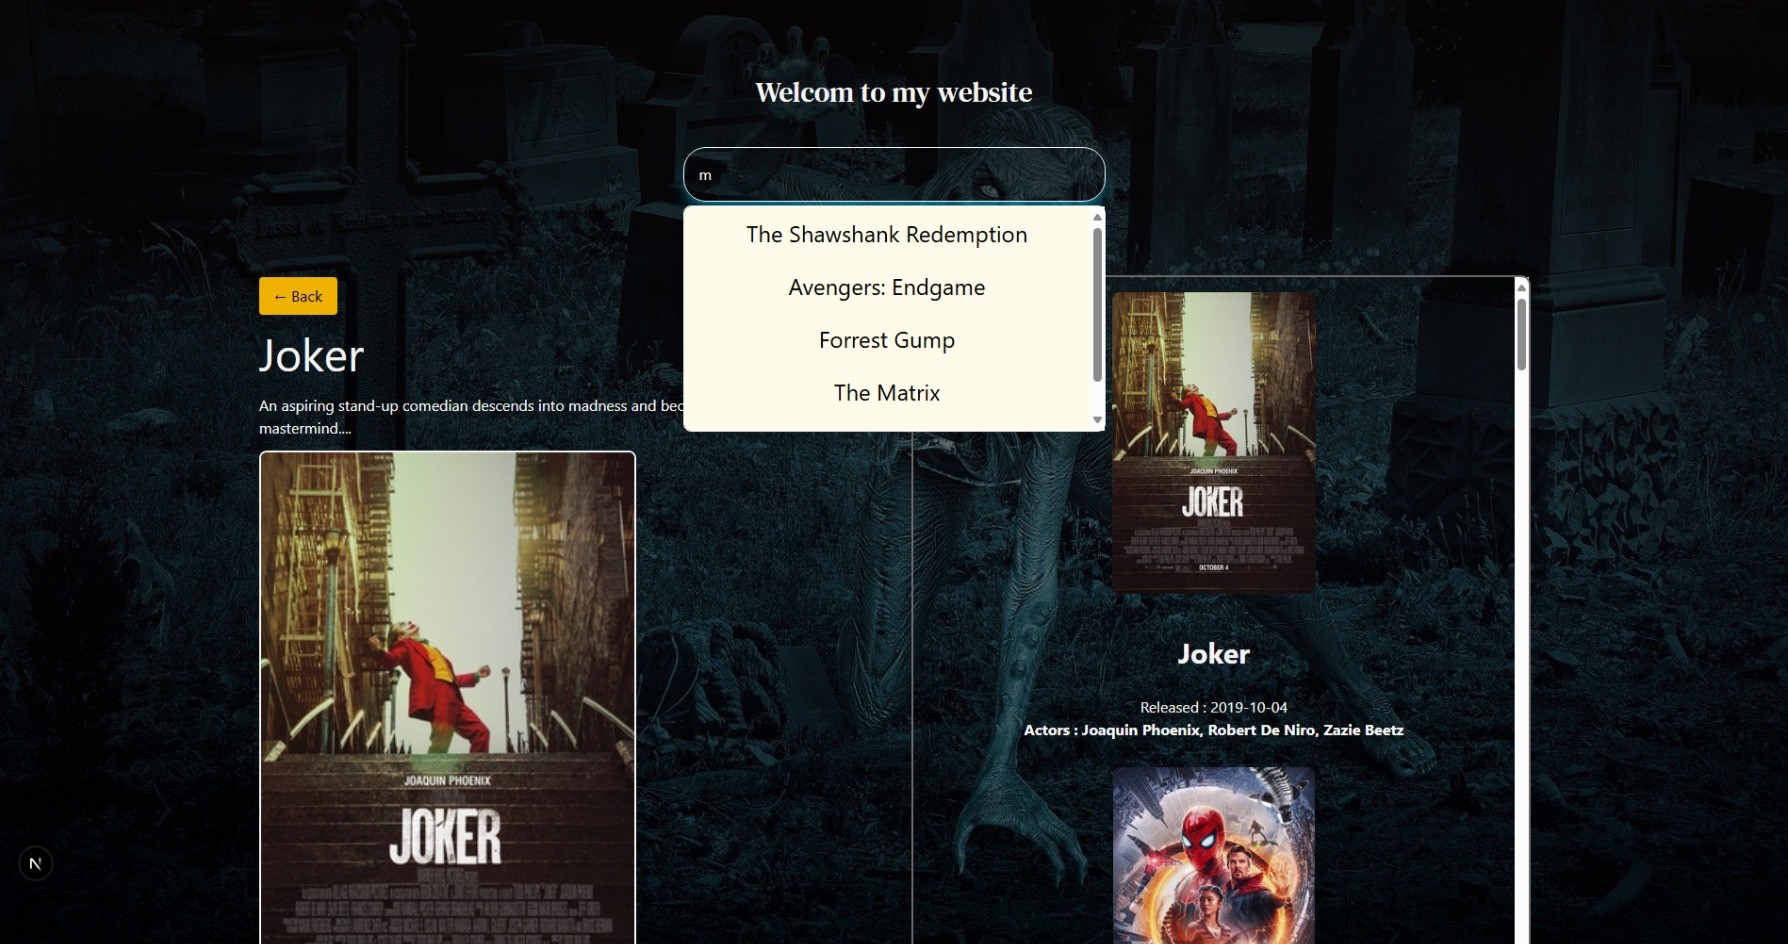 Welcom to my website
m
The Shawshank Redemption
Avengers: Endgame
Forrest Gump
The Matrix
← Back
Joker
An aspiring stand-up comedian descends into madness and
mastermind....
JOAQUIN PHOENIX
JOKER
JOAQUIN PHOENIX
JOKER
OCTOBER 4
Joker
Released : 2019-10-04
Actors : Joaquin Phoenix, Robert De Niro, Zazie Beetz
N